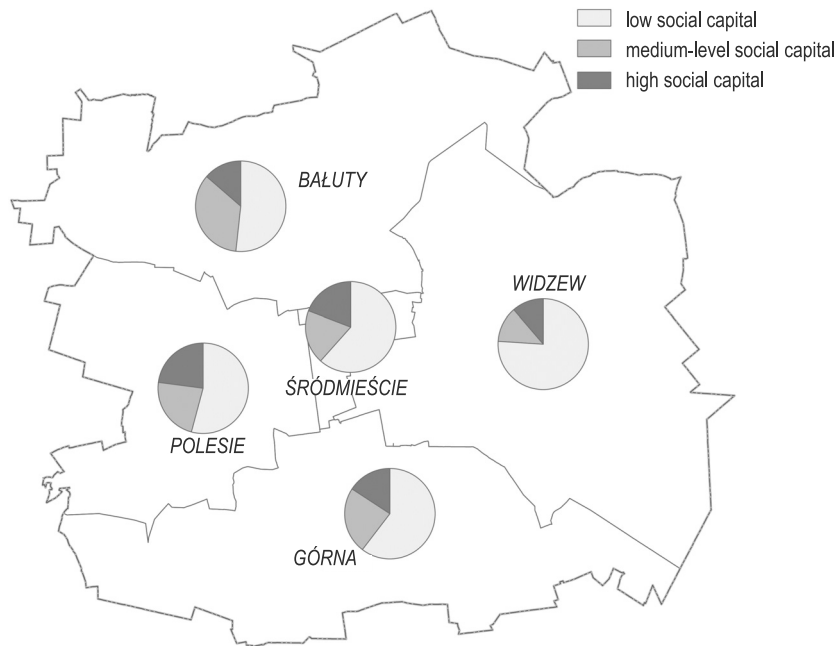 low social capital
medium-level social capital
high social capital
BAŁUTY
WIDZEW
ŚRÓDMIEŚCIE
POLESIE
GÓRNA